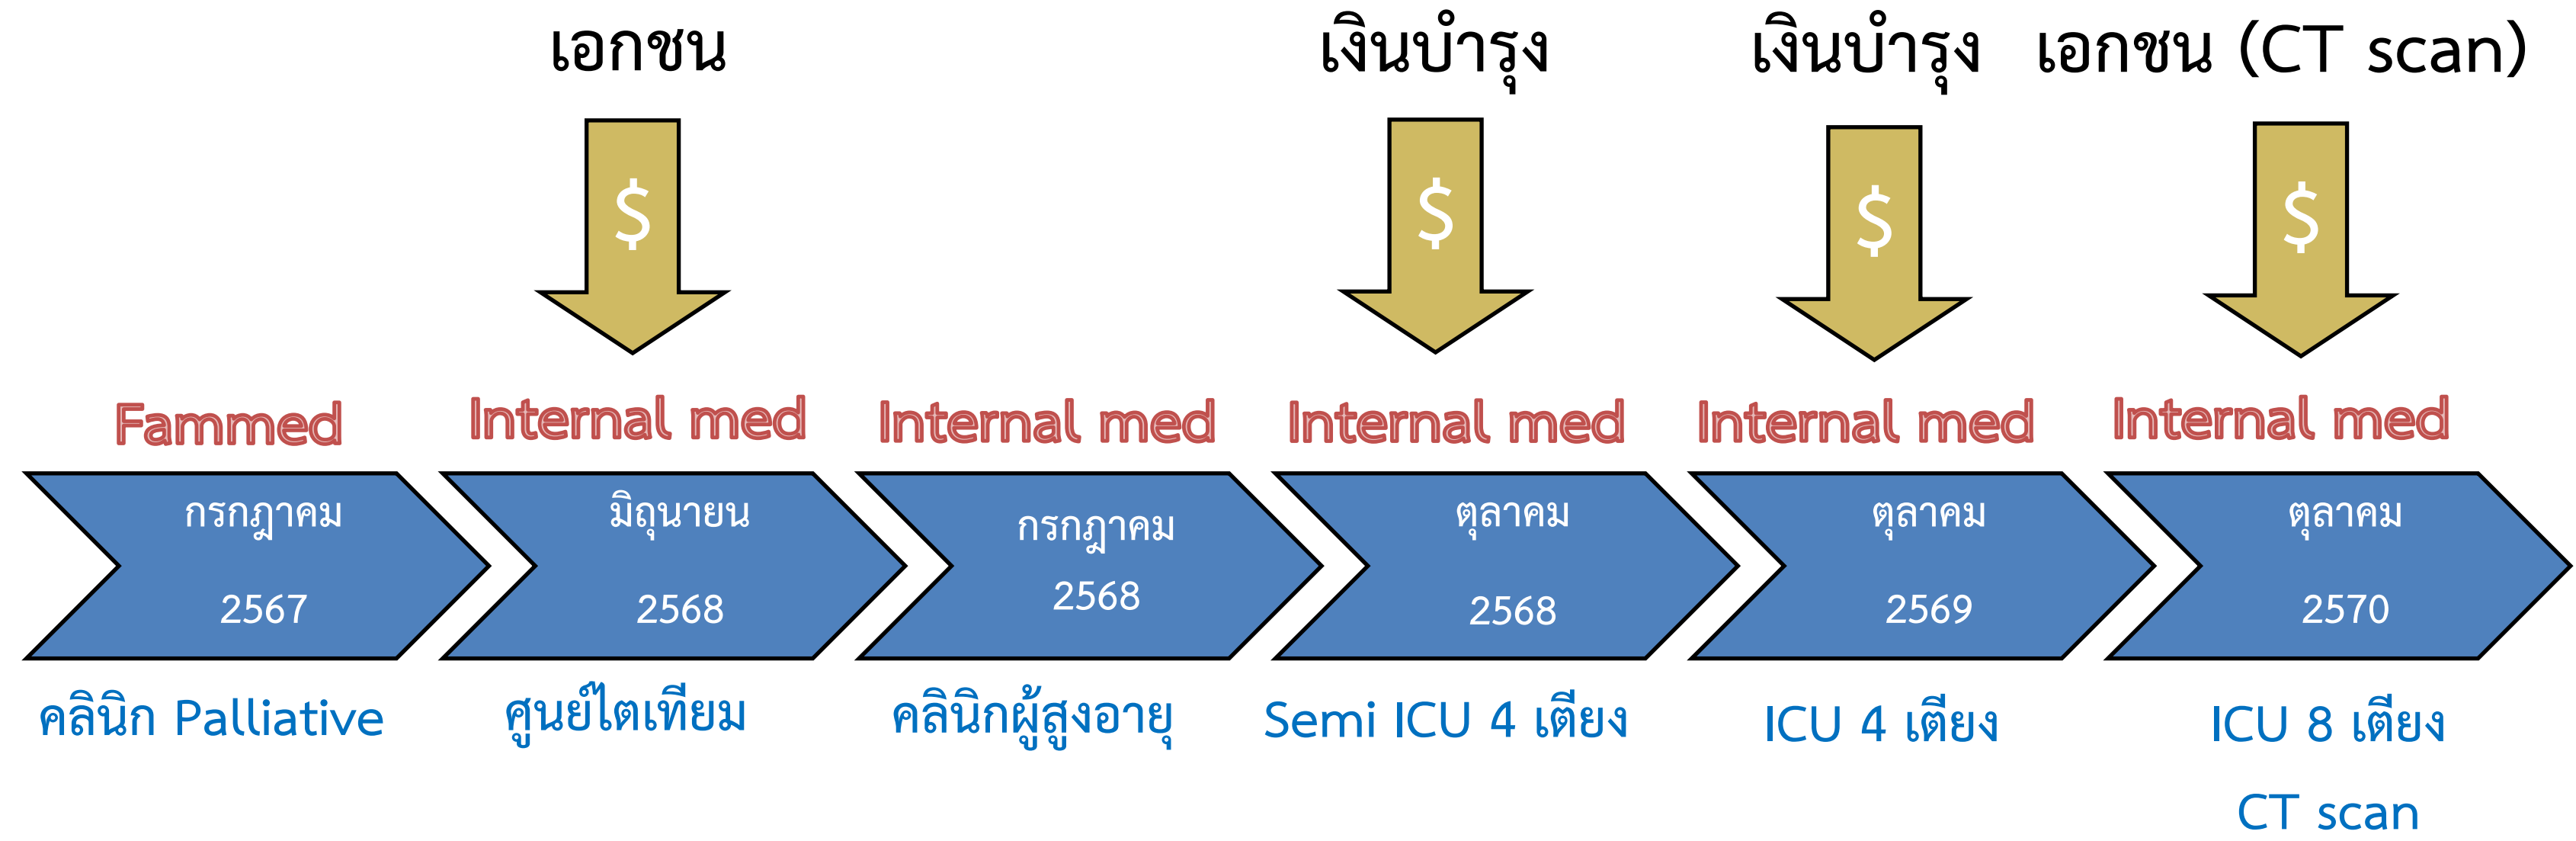 เอกชน
เงินบำรุง
เงินบำรุง
เอกชน (CT scan)
$
$
$
$
Fammed
Internal med
Internal med
Internal med
Internal med
Internal med
กรกฎาคม
2567
มิถุนายน
2568
กรกฎาคม
2568
ตุลาคม
2568
ตุลาคม
2569
ตุลาคม
2570
คลินิก Palliative
ศูนย์ไตเทียม
คลินิกผู้สูงอายุ
Semi ICU 4 เตียง
ICU 4 เตียง
ICU 8 เตียง
CT scan